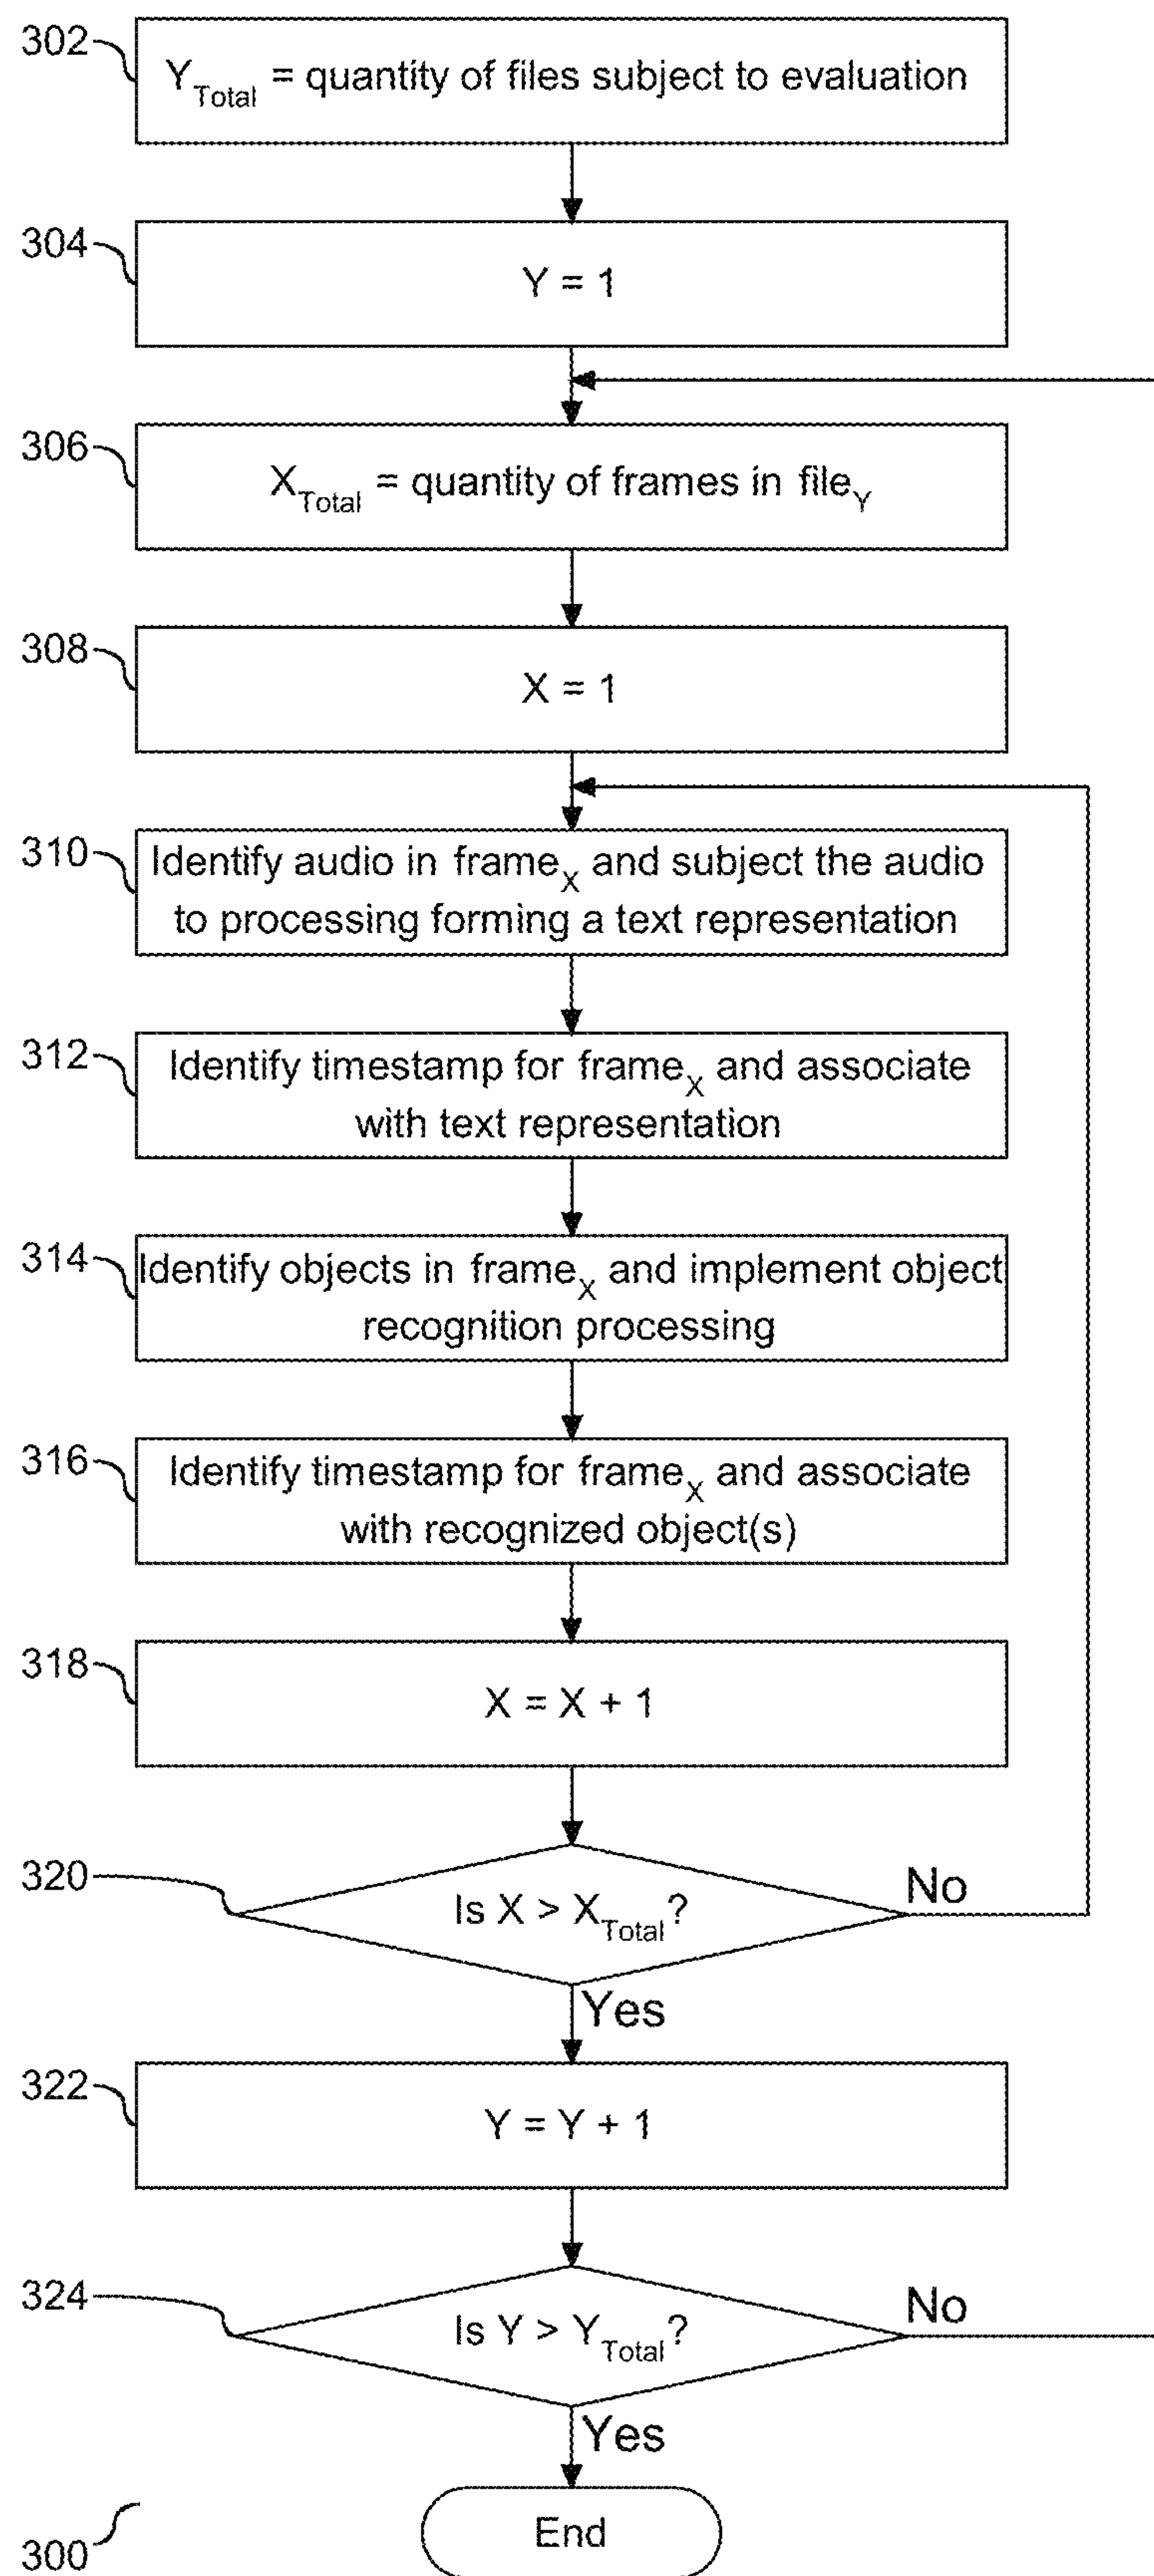 302
Y_Total = quantity of files subject to evaluation
304
Y = 1
306
X_Total = quantity of frames in file_Y
308
X = 1
310
Identify audio in frame_X and subject the audio
to processing forming a text representation
312
Identify timestamp for frame_X and associate
with text representation
314
Identify objects in frame_X and implement object
recognition processing
316
Identify timestamp for frame_X and associate
with recognized object(s)
318
X = X + 1
320
Is X > X_Total?
No
Yes
322
Y = Y + 1
324
Is Y > Y_Total?
No
Yes
End
300